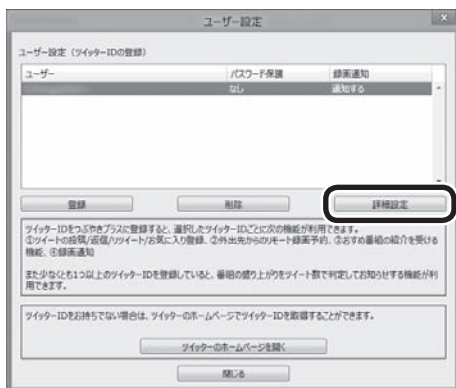 ユーザー設定
x
ユーザー設定（ツイッターIDの登録）
ユーザー パスワード保護 録画通知
なし 通知する
登録 削除 詳細設定
ツイッターIDをつぶやきプラスに登録すると、選択したツイッターIDごとに次の機能が利用できます。
①ツイートの投稿/返信/リツイート/お気に入り登録、②外出先からのリモート録画予約、③おすすめ番組の紹介を受ける
機能、④録画通知
また少なくとも1つ以上のツイッターIDを登録していると、番組の盛り上がりをツイート数で判定してお知らせする機能が利
用できます。
ツイッターIDをお持ちでない場合は、ツイッターのホームページでツイッターIDを取得することができます。
ツイッターのホームページを開く
閉じる